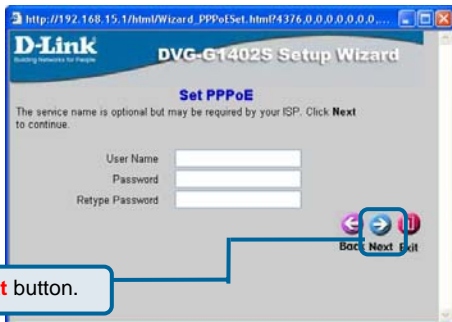 http://192.168.15.1/html/Wizard_PPPoESet.html?4376,0,0,0,0,0,0,0,...
D-Link
Building Networks for People
DVG-G1402S Setup Wizard
Set PPPoE
The service name is optional but may be required by your ISP. Click Next
to continue.
User Name
Password
Retype Password
Back Next Exit
t button.